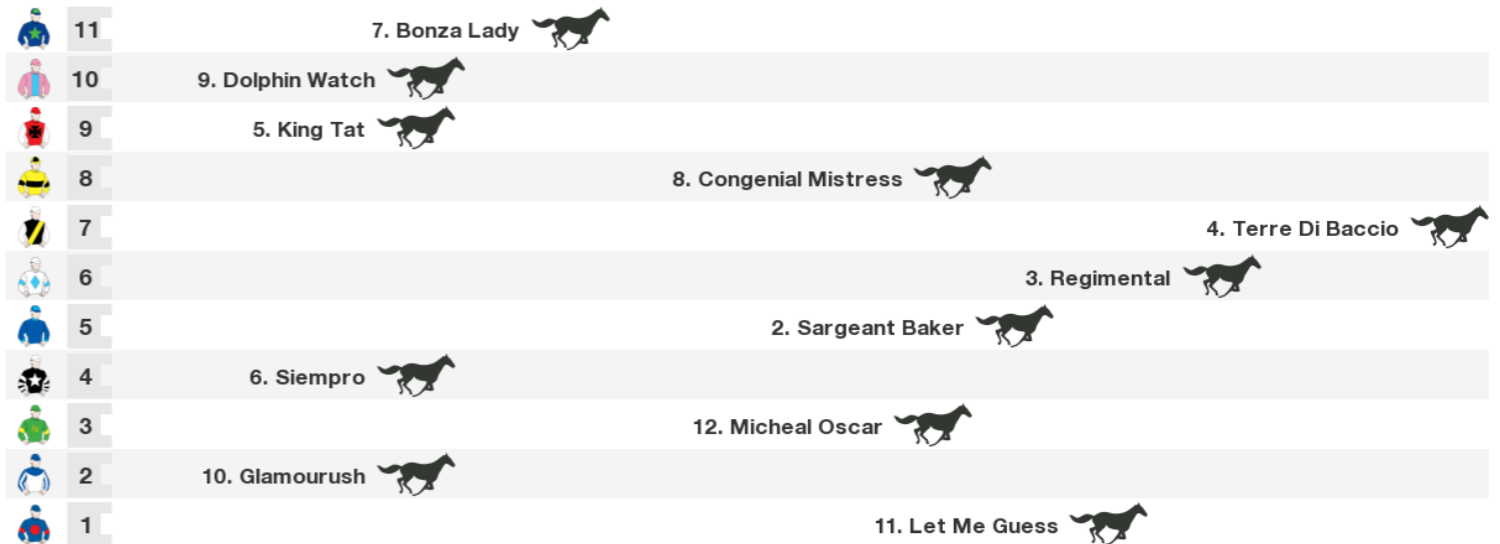 11 7. Bonza Lady
10 9. Dolphin Watch
9 5. King Tat
8 8. Congenial Mistress
7 4. Terre Di Baccio
6 3. Regimental
5 2. Sargeant Baker
4 6. Siempro
N 3 12. Micheal Oscar
2 10. Glamourush
1 11. Let Me Guess